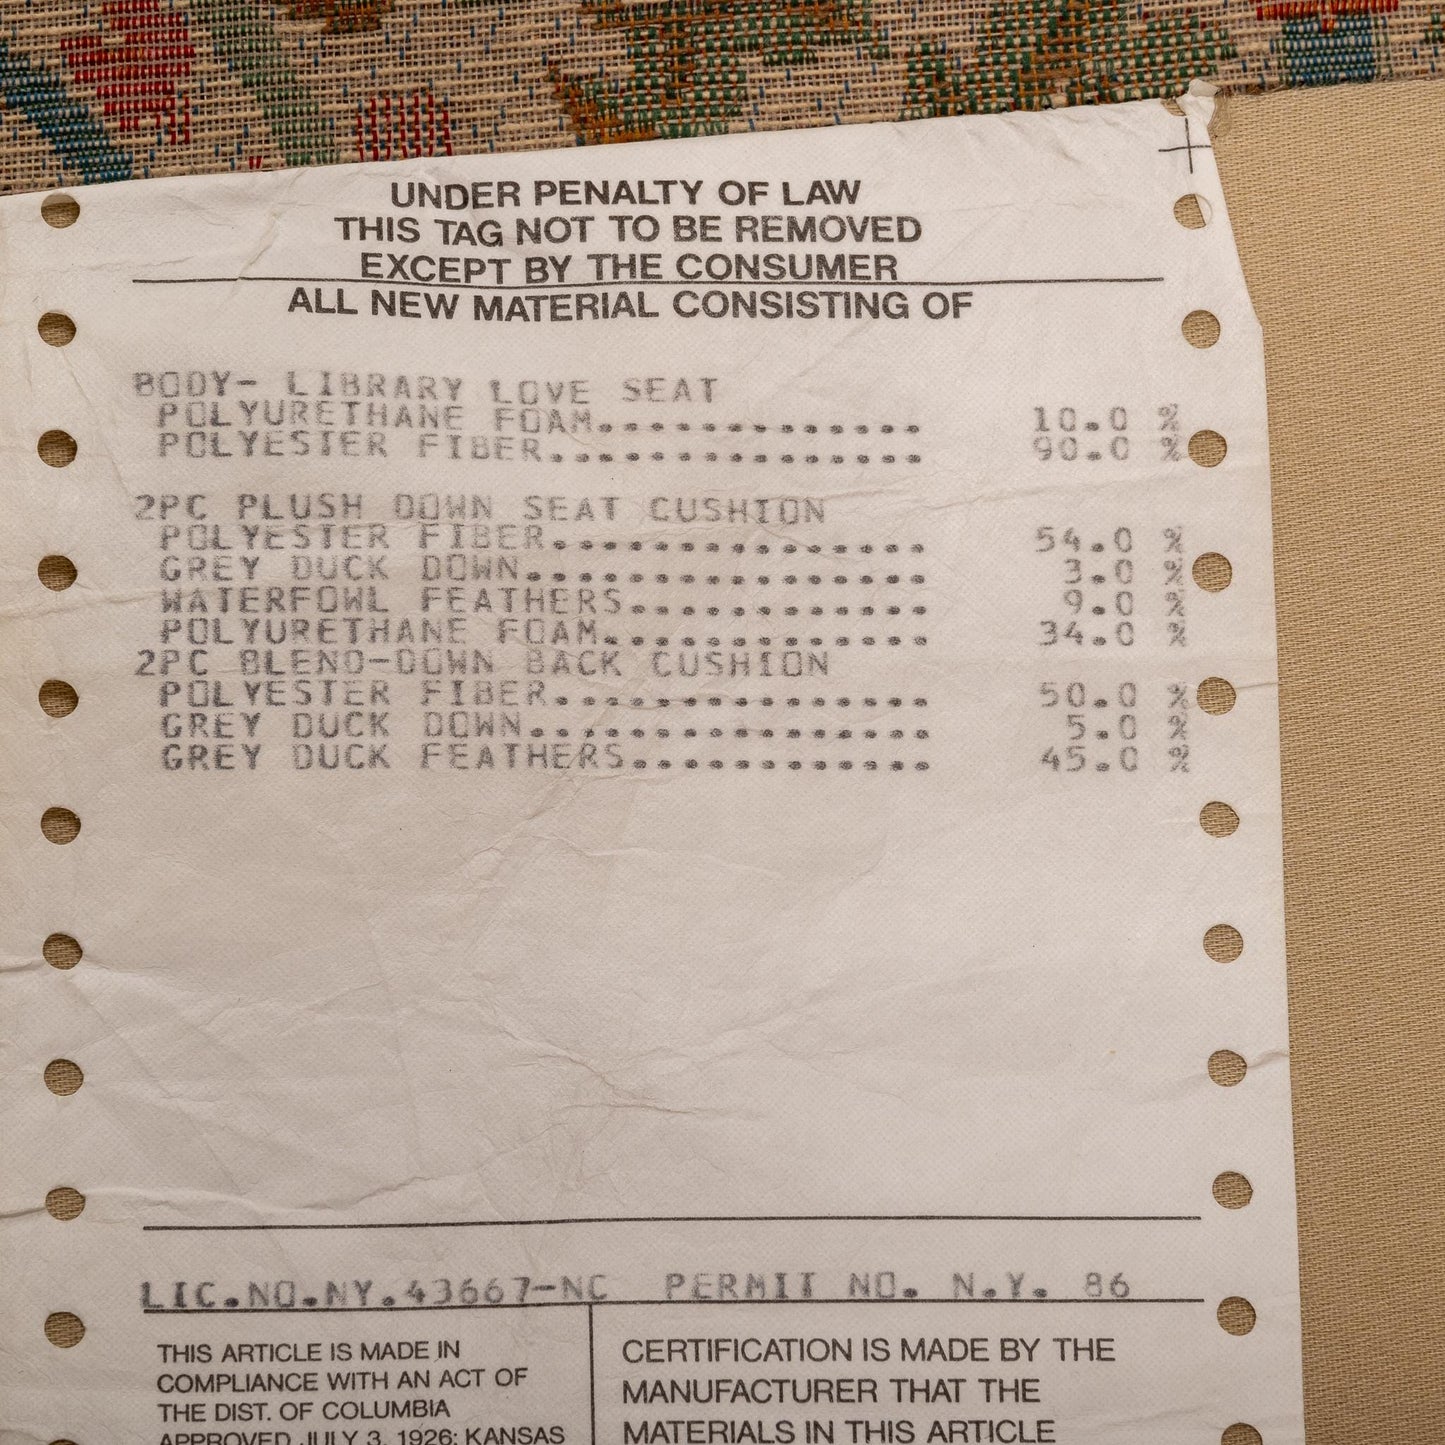 UNDER PENALTY OF LAW
THIS TAG NOT TO BE REMOVED
EXCEPT BY THE CONSUMER
ALL NEW MATERIAL CONSISTING OF
BODY- LIBRARY LOVE SEAT
POLYURETHANE FOAM............. 10.0 %
POLYESTER FIBER............... 90.0 %
2PC PLUSH DOWN SEAT CUSHION
POLYESTER FIBER............... 54.0 %
GREY DUCK DOWN................ 3.0 %
WATERFOWL FEATHERS............ 9.0 %
POLYURETHANE FOAM............. 34.0 %
2PC BLEND-DOWN BACK CUSHION
POLYESTER FIBER............... 50.0 %
GREY DUCK DOWN................ 5.0 %
GREY DUCK FEATHERS............ 45.0 %
LIC.NO.NY.43667-NC PERMIT NO. N.Y. 86
THIS ARTICLE IS MADE IN
COMPLIANCE WITH AN ACT OF
THE DIST. OF COLUMBIA
APPROVED JULY 3, 1926; KANSAS
CERTIFICATION IS MADE BY THE
MANUFACTURER THAT THE
MATERIALS IN THIS ARTICLE